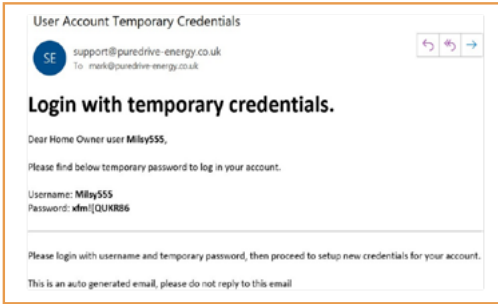 User Account Temporary Credentials
SE
support@puredrive-energy.co.uk
To mark@puredrive-energy.co.uk
Login with temporary credentials.
Dear Home Owner user Milsy555,
Please find below temporary password to log in your account.
Username: Milsy555
Password: xfm![QUKR86
Please login with username and temporary password, then proceed to setup new credentials for your account.
This is an auto generated email, please do not reply to this email